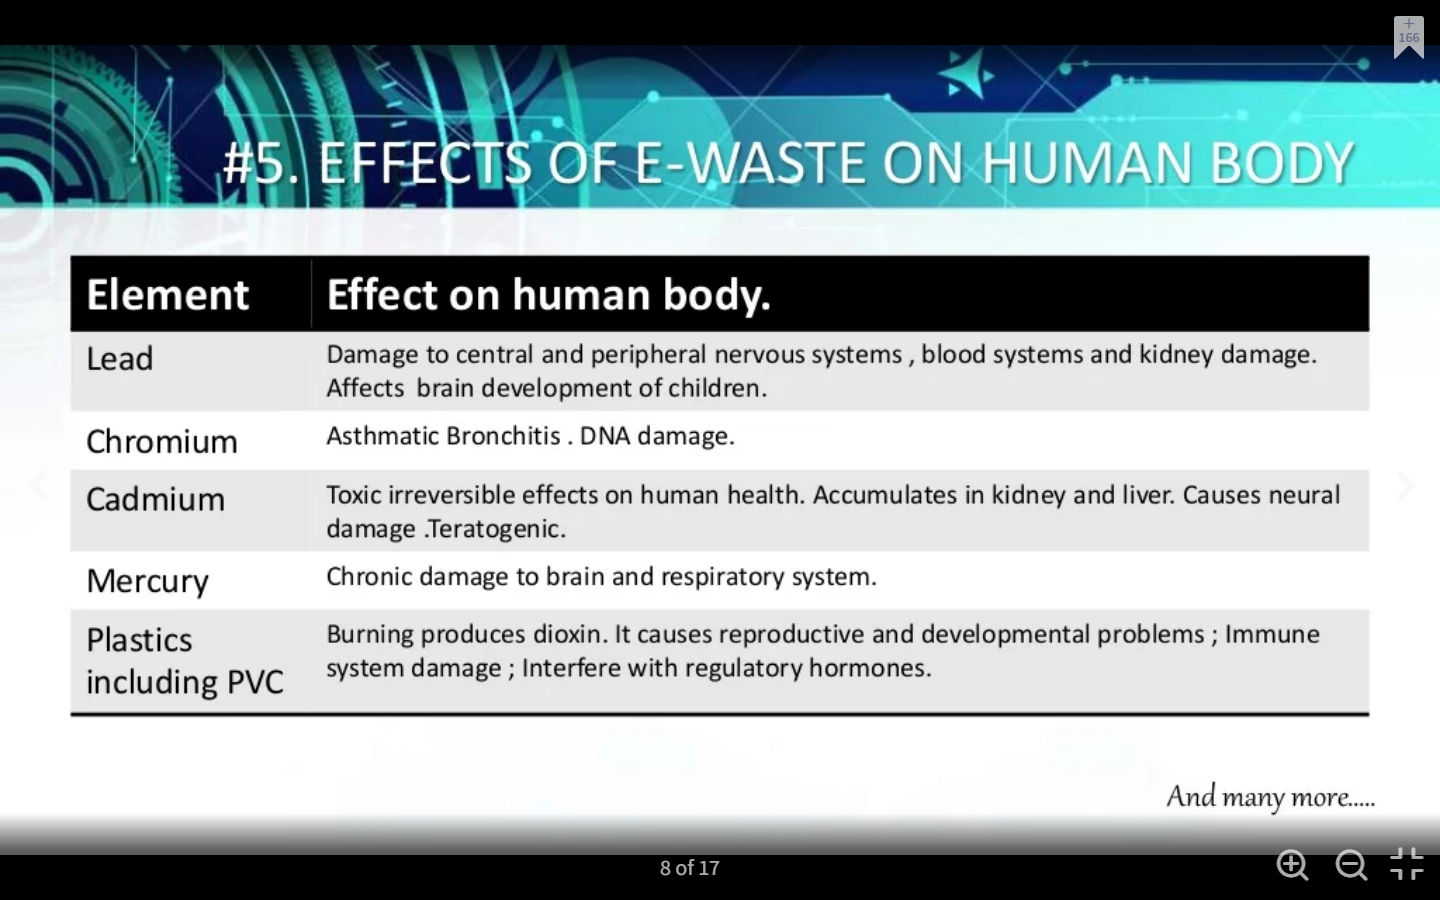 +
166
#5. EFFECTS OF E-WASTE ON HUMAN BODY
Element
Effect on human body.
Lead
Damage to central and peripheral nervous systems , blood systems and kidney damage.
Affects  brain development of children.
Chromium
Asthmatic Bronchitis . DNA damage.
Cadmium
Toxic irreversible effects on human health. Accumulates in kidney and liver. Causes neural
damage .Teratogenic.
Mercury
Chronic damage to brain and respiratory system.
Plastics
including PVC
Burning produces dioxin. It causes reproductive and developmental problems ; Immune
system damage ; Interfere with regulatory hormones.
And many more.....
8 of 17